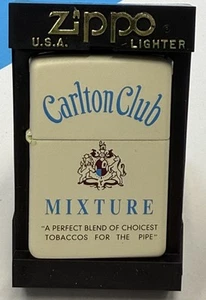 Zippo
U.S.A. LIGHTER
Carlton Club
MIXTURE
"A PERFECT BLEND OF CHOICEST
TOBACCOS FOR THE PIPE"